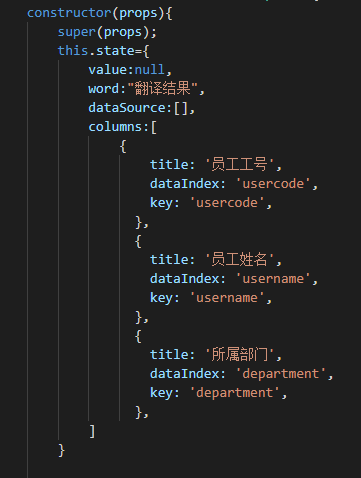 constructor(props){
super(props);
this.state={
value:null,
word:"翻译结果",
dataSource:[],
columns:[
{
title: '员工工号',
dataIndex: 'usercode',
key: 'usercode',
},
{
title: '员工姓名',
dataIndex: 'username',
key: 'username',
},
{
title: '所属部门',
dataIndex: 'department',
key: 'department',
},
]
}